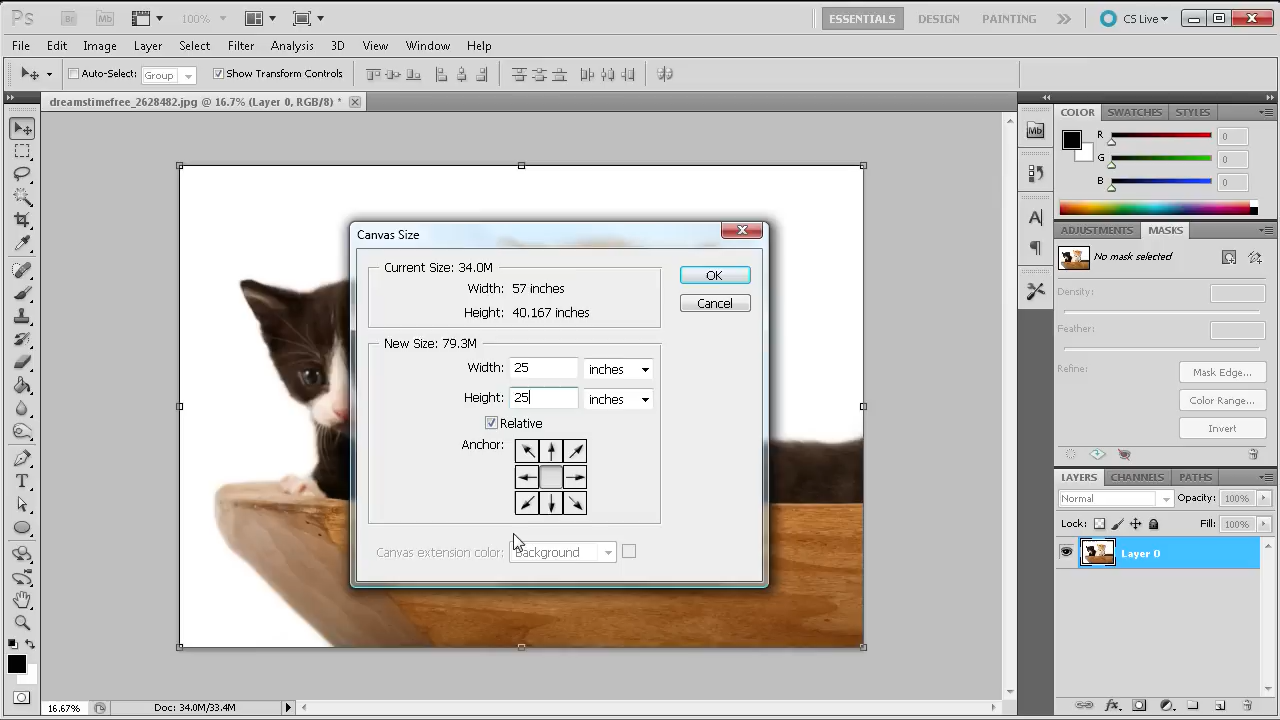 Ps Br Mb 100% ESSENTIALS DESIGN PAINTING CS Live
File Edit Image Layer Select Filter Analysis 3D View Window Help
Auto-Select: Group Show Transform Controls
dreamstimefree_2628482.jpg @ 16.7% (Layer 0, RGB/8) *
COLOR SWATCHES STYLES
Mb
R 0
G 0
B 0
ADJUSTMENTS MASKS
No mask selected
Density:
Feather:
Refine: Mask Edge...
Color Range...
Invert
LAYERS CHANNELS PATHS
Normal Opacity: 100%
Lock: Fill: 100%
Layer 0
fx
Canvas Size
Current Size: 34.0M
Width: 57 inches
Height: 40.167 inches
OK
Cancel
New Size: 79.3M
Width: 25 inches
Height: 25 inches
Relative
Anchor:
Canvas extension color: Background
T
A
16.67% Doc: 34.0M/33.4M